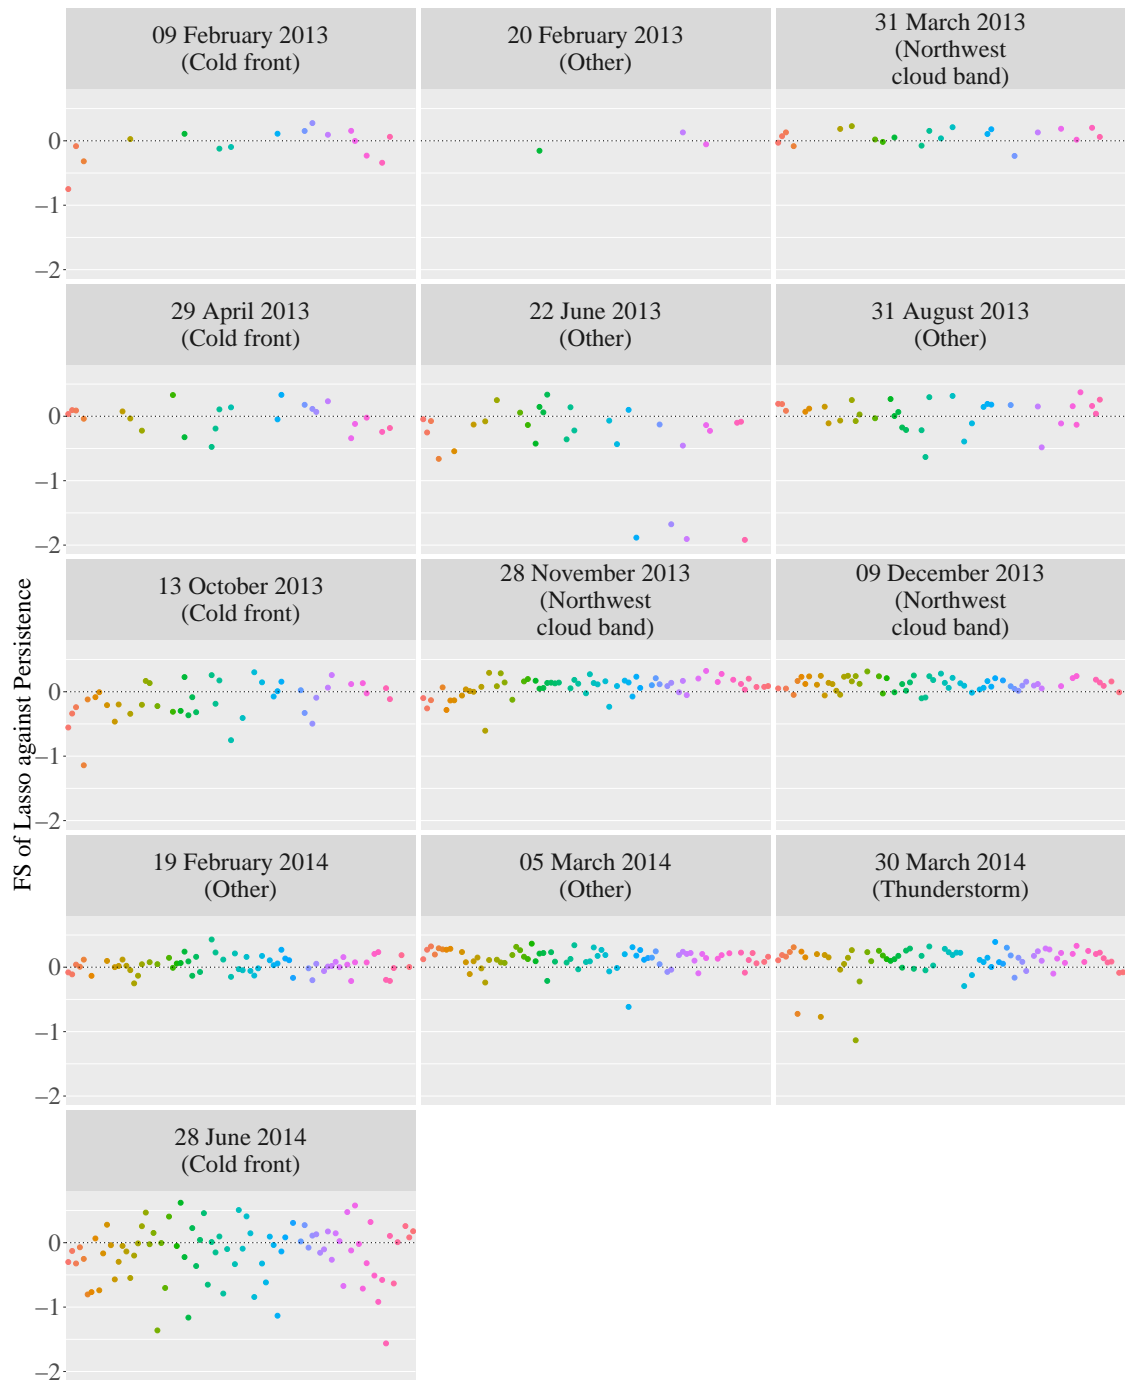 09 February 2013
(Cold front)
20 February 2013
(Other)
31 March 2013
(Northwest
cloud band)
0
−1
−2
29 April 2013
(Cold front)
22 June 2013
(Other)
31 August 2013
(Other)
0
−1
−2
13 October 2013
(Cold front)
28 November 2013
(Northwest
cloud band)
09 December 2013
(Northwest
cloud band)
0
−1
−2
FS of Lasso against Persistence
19 February 2014
(Other)
05 March 2014
(Other)
30 March 2014
(Thunderstorm)
0
−1
−2
28 June 2014
(Cold front)
0
−1
−2